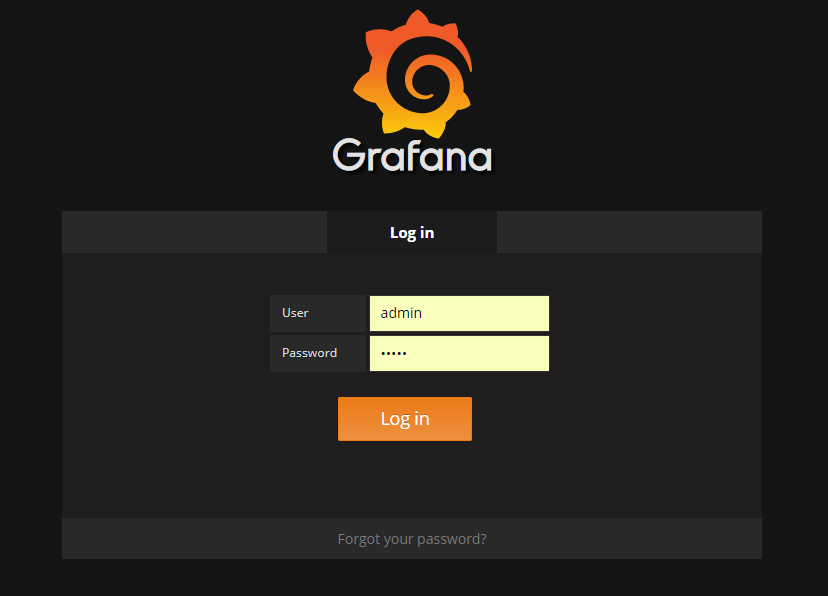 Grafana
Log in
User admin
Password •••••
Log in
Forgot your password?